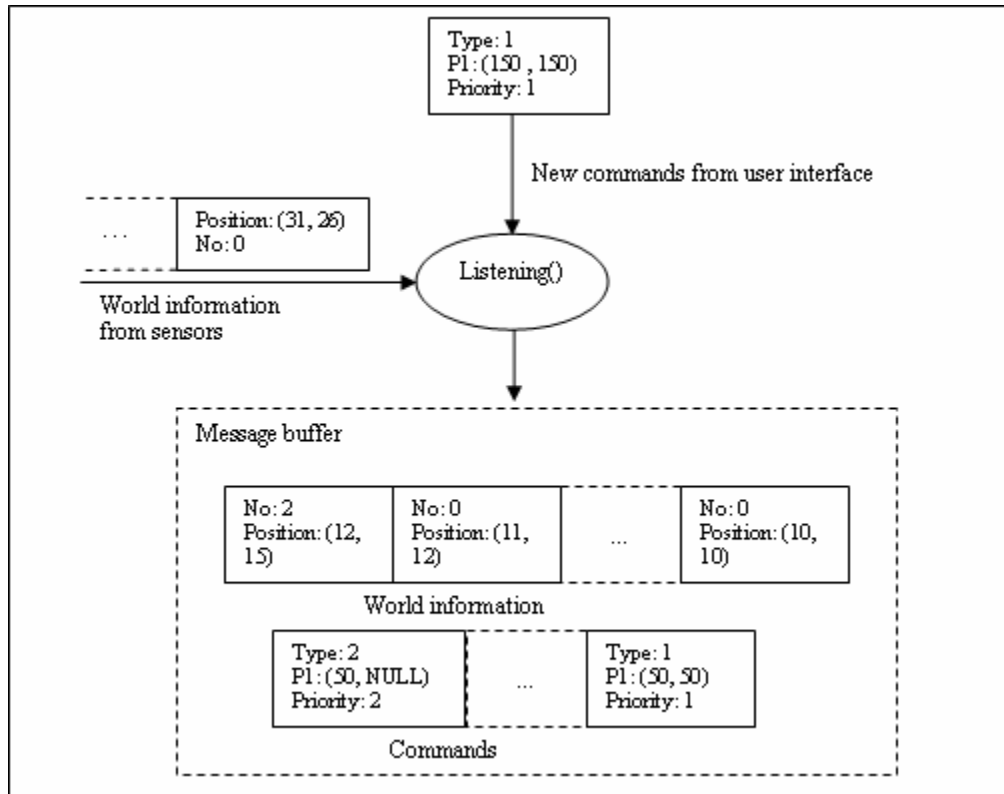 Type: 1
P1: (150 , 150)
Priority: 1
New commands from user interface
Position: (31, 26)
No: 0
...
Listening()
World information
from sensors
Message buffer
No: 2
Position: (12,
15)
No: 0
Position: (11,
12)
...
No: 0
Position: (10,
10)
World information
Type: 2
P1: (50, NULL)
Priority: 2
...
Type: 1
P1: (50, 50)
Priority: 1
Commands